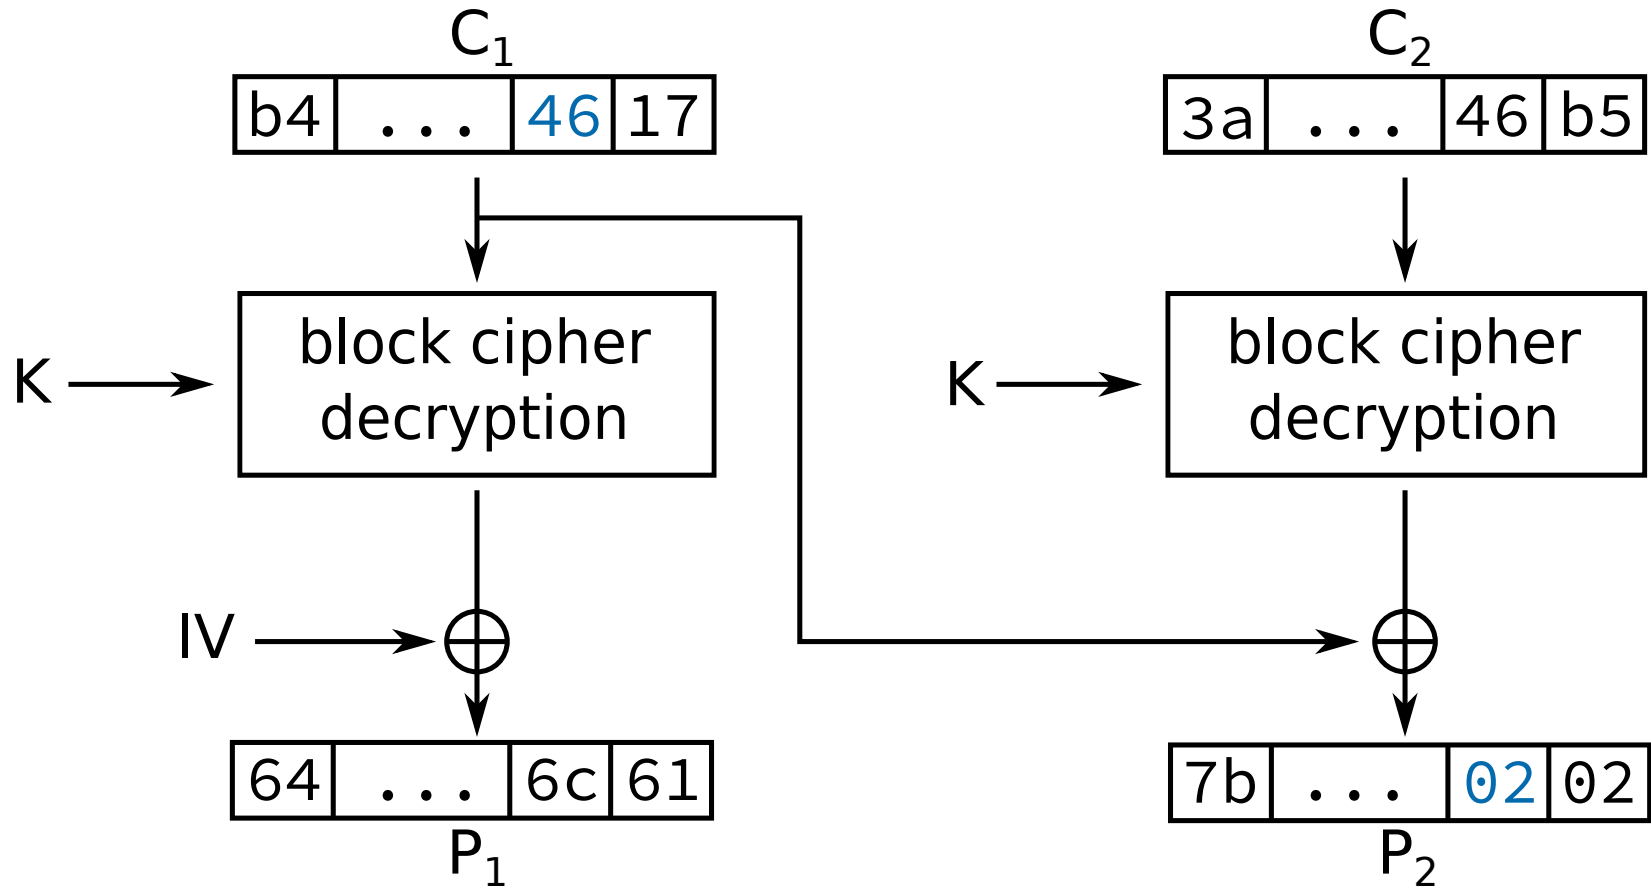 C₁ C₂
b4 ... 46 17 3a ... 46 b5
block cipher block cipher
K K
decryption decryption
IV
64 ... 6c 61 7b ... 02 02
P₁ P₂